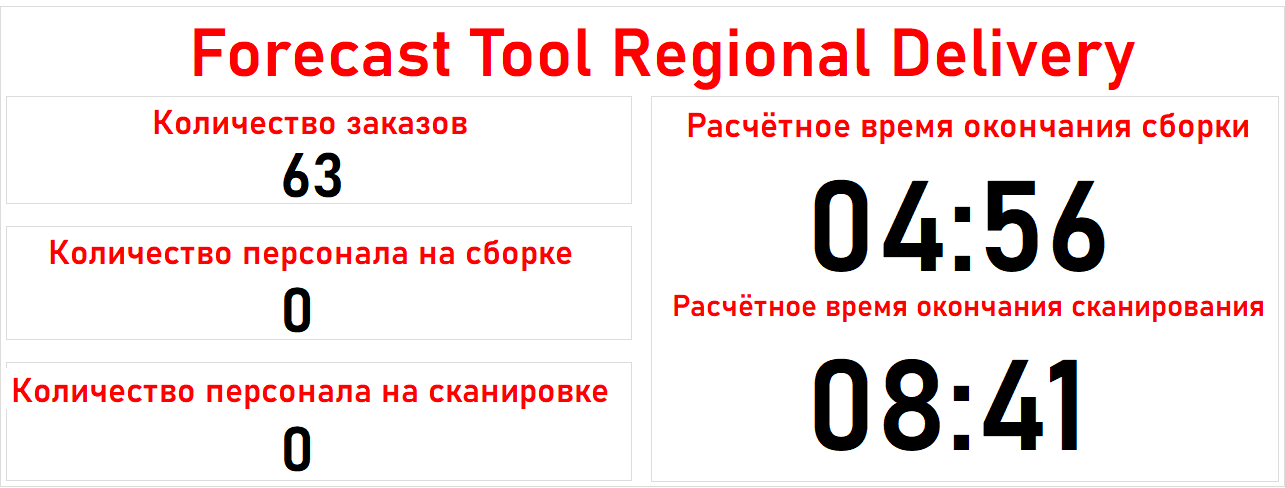 Forecast Tool Regional Delivery
Количество заказов
63
Количество персонала на сборке
0
Количество персонала на сканировке
0
Расчётное время окончания сборки
04:56
Расчётное время окончания сканирования
08:41